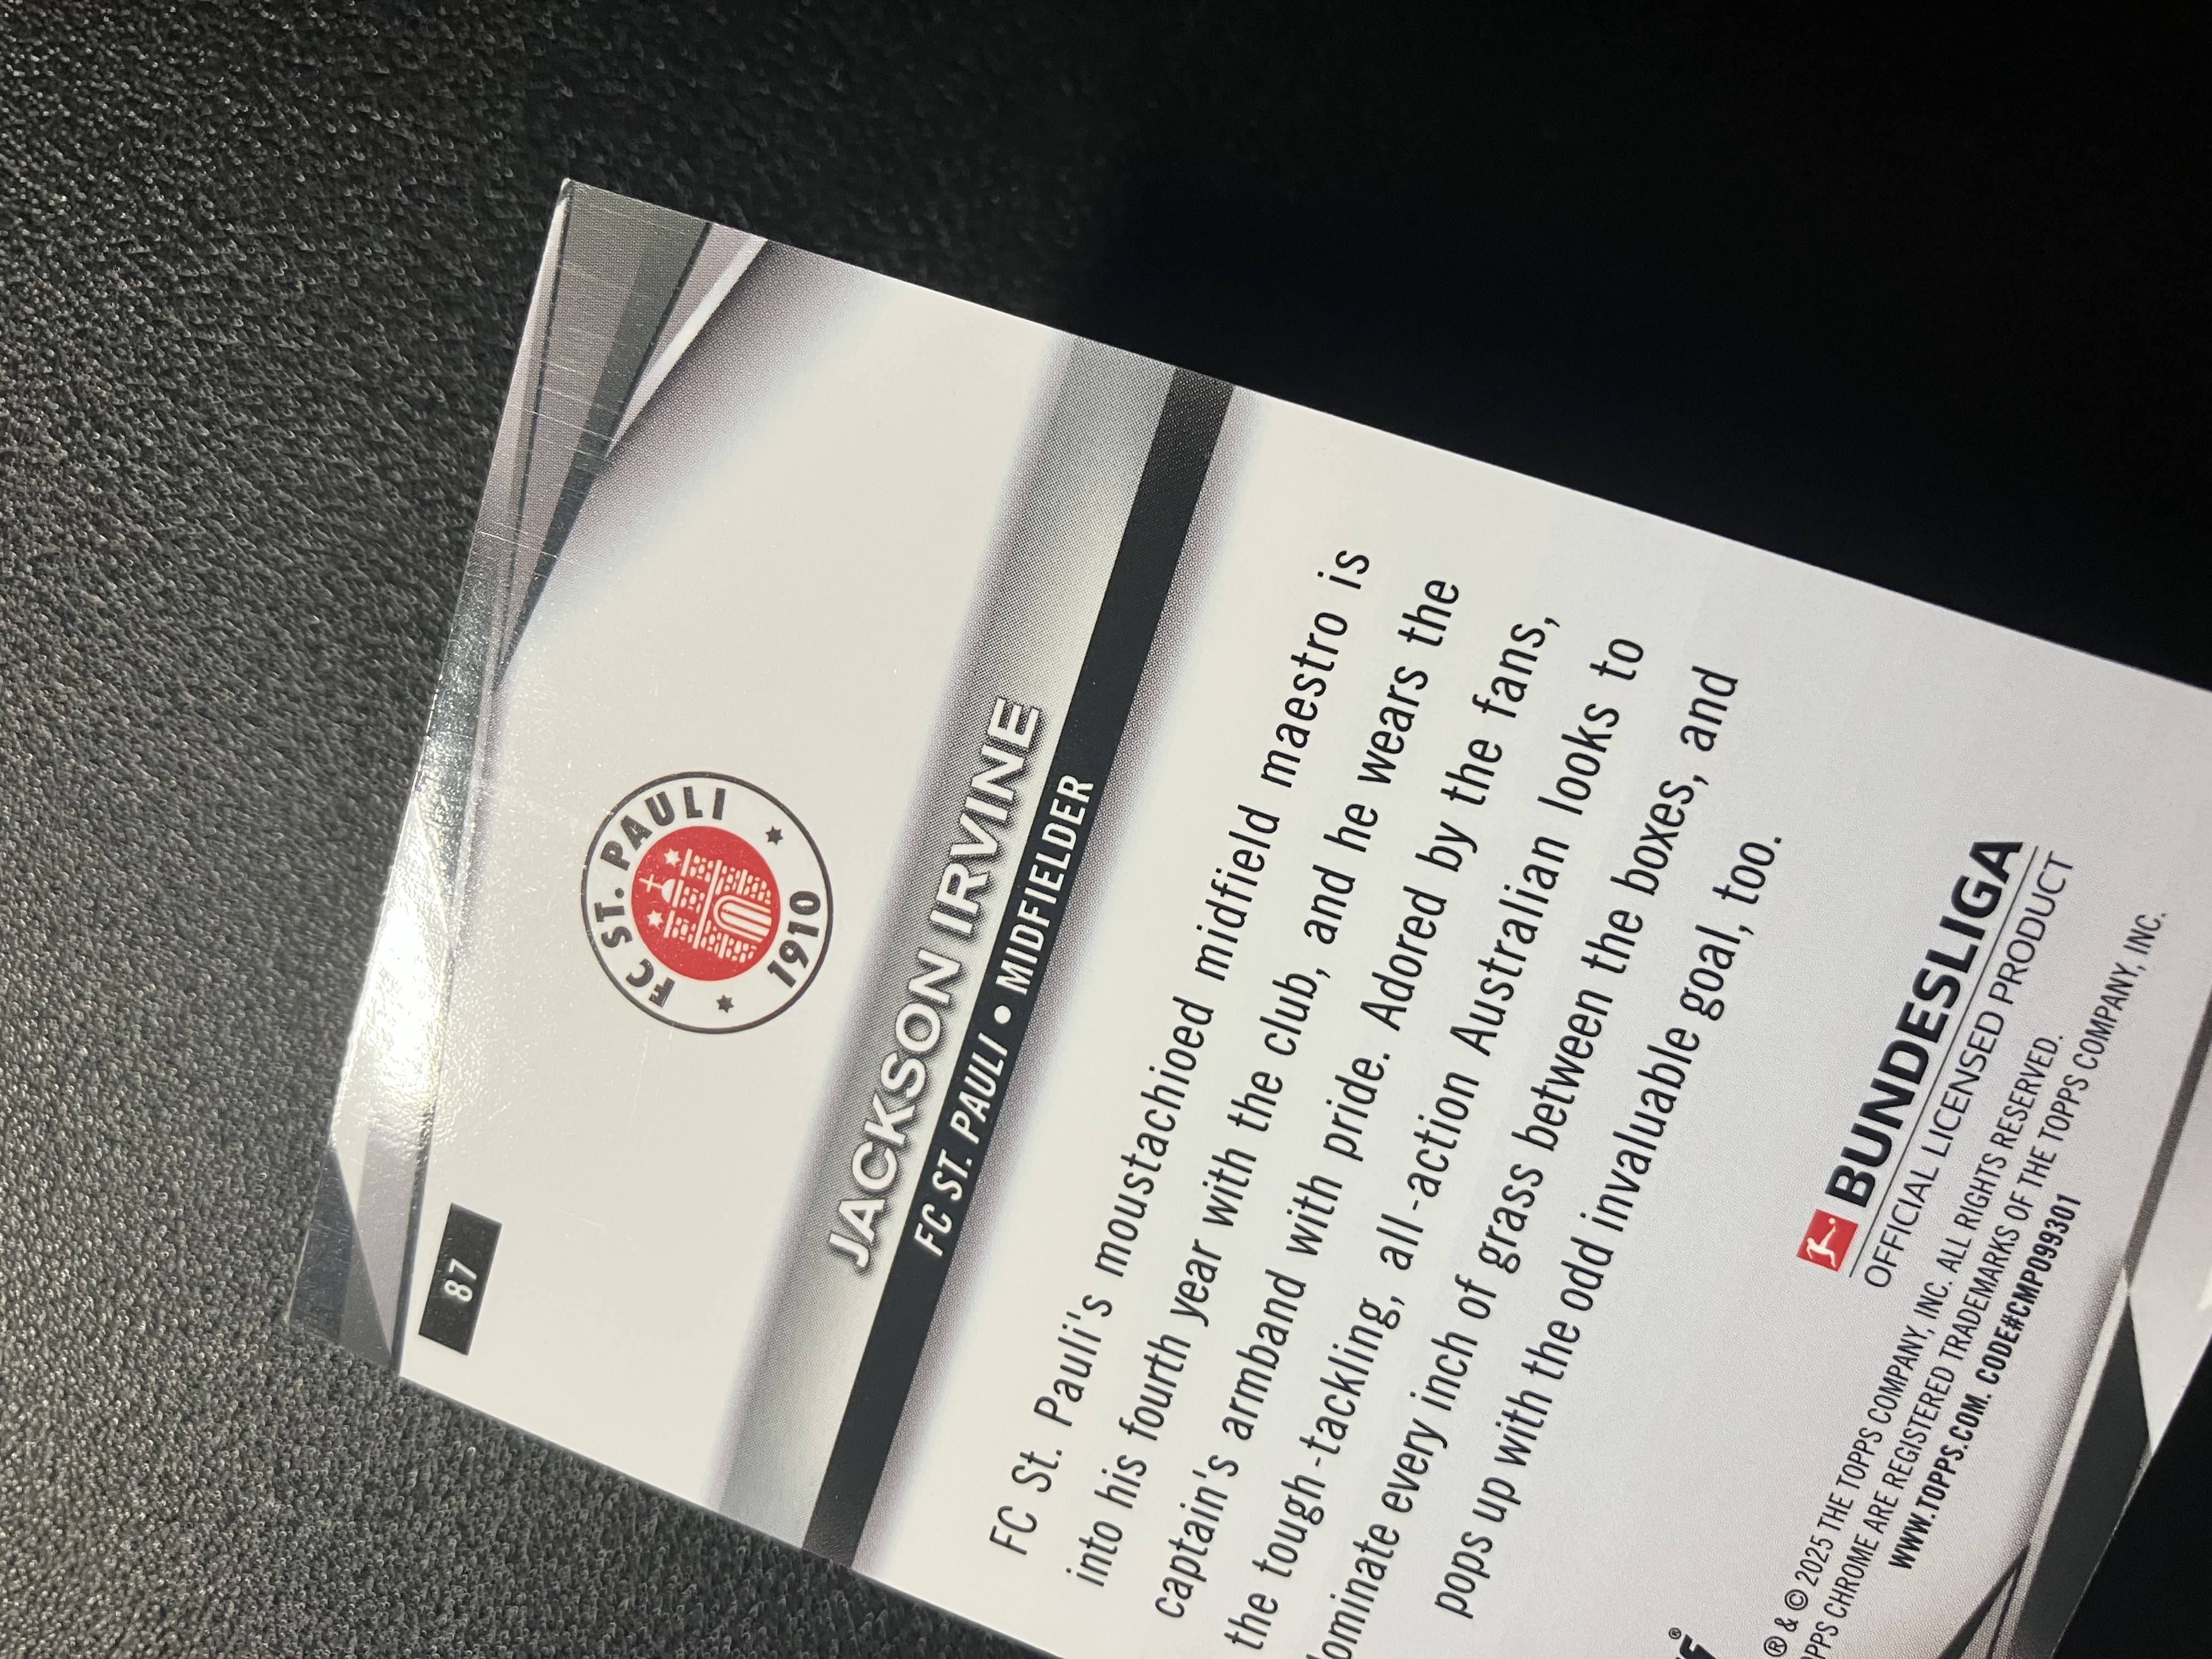 87
FC ST. PAULI
1910
JACKSON IRVINE
FC ST. PAULI • MIDFIELDER
FC St. Pauli's moustachioed midfield maestro is
into his fourth year with the club, and he wears the
captain's armband with pride. Adored by the fans,
the tough-tackling, all-action Australian looks to
ominate every inch of grass between the boxes, and
pops up with the odd invaluable goal, too.
BUNDESLIGA
OFFICIAL LICENSED PRODUCT
® & © 2025 THE TOPPS COMPANY, INC. ALL RIGHTS RESERVED.
PPS CHROME ARE REGISTERED TRADEMARKS OF THE TOPPS COMPANY, INC.
WWW.TOPPS.COM. CODE#CMP099301